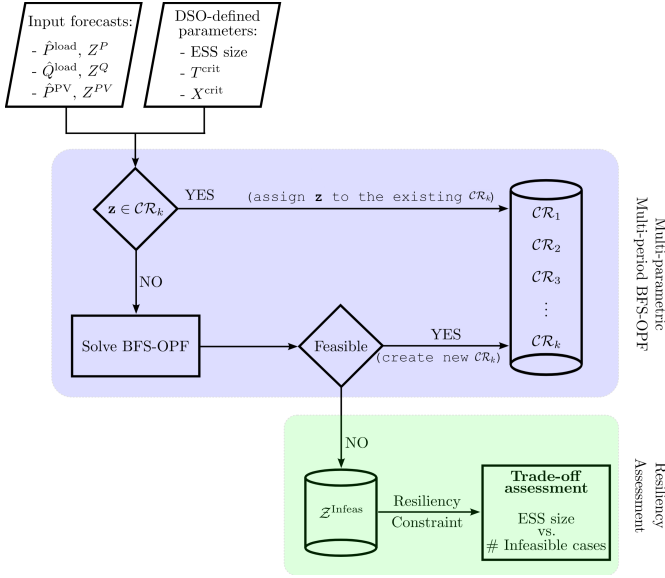 Input forecasts:
- P̂^load, Z^P
- Q̂^load, Z^Q
- P̂^PV, Z^PV
DSO-defined
parameters:
- ESS size
- T^crit
- X^crit
z ∈ CR_k
YES
(assign z to the existing CR_k)
CR_1
CR_2
CR_3
⋮
CR_k
NO
Solve BFS-OPF
Feasible
YES
(create new CR_k)
Multi-parametric
Multi-period BFS-OPF
NO
Z^Infeas
Resiliency
Constraint
Trade-off
assessment
ESS size
vs.
# Infeasible cases
Resiliency
Assessment